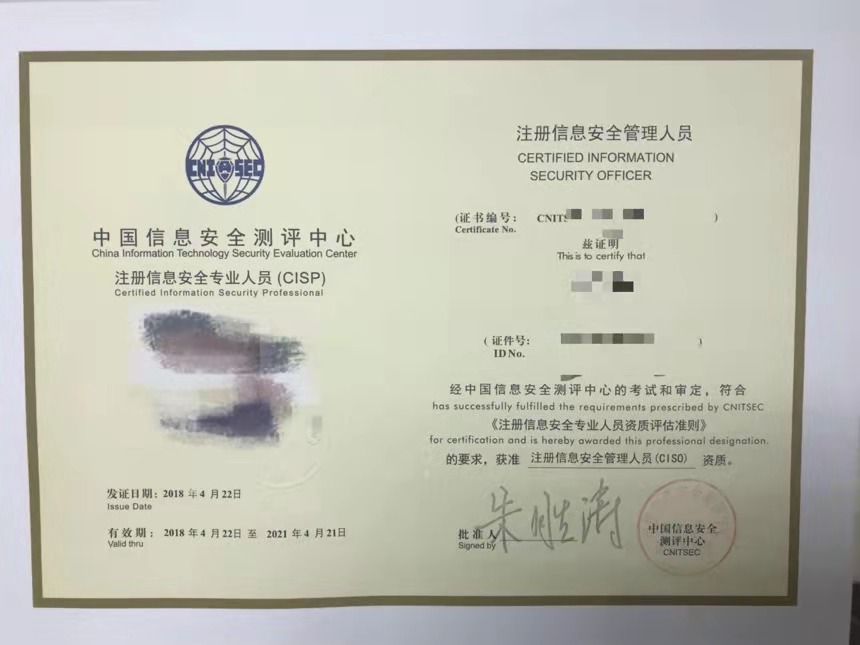 CNITSEC
中国信息安全测评中心
China Information Technology Security Evaluation Center
注册信息安全专业人员 (CISP)
Certified Information Security Professional
发证日期: 2018 年 4 月 22日
Issue Date
有效期: 2018 年 4 月 22日 至 2021 年 4 月 21日
Valid thru
注册信息安全管理人员
CERTIFIED INFORMATION
SECURITY OFFICER
(证书编号: CNITS )
Certificate No.
兹证明
This is to certify that
(证件号: )
ID No.
经中国信息安全测评中心的考试和审定，符合
has successfully fulfilled the requirements prescribed by CNITSEC
《注册信息安全专业人员资质评估准则》
for certification and is hereby awarded this professional designation.
的要求，获准 注册信息安全管理人员(CISO) 资质。
批准人 朱胜涛
Signed by
中国信息安全
测评中心
CNITSEC